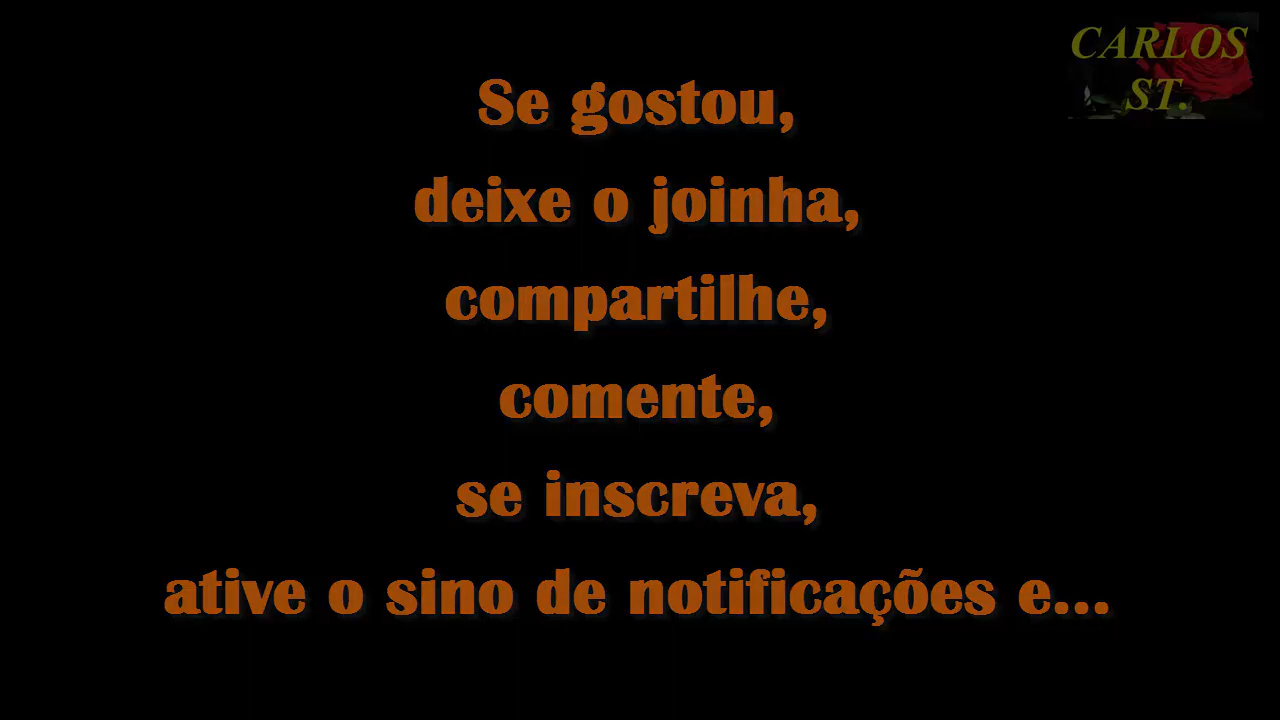 CARLOS
ST.
Se gostou,
deixe o joinha,
compartilhe,
comente,
se inscreva,
ative o sino de notificações e...